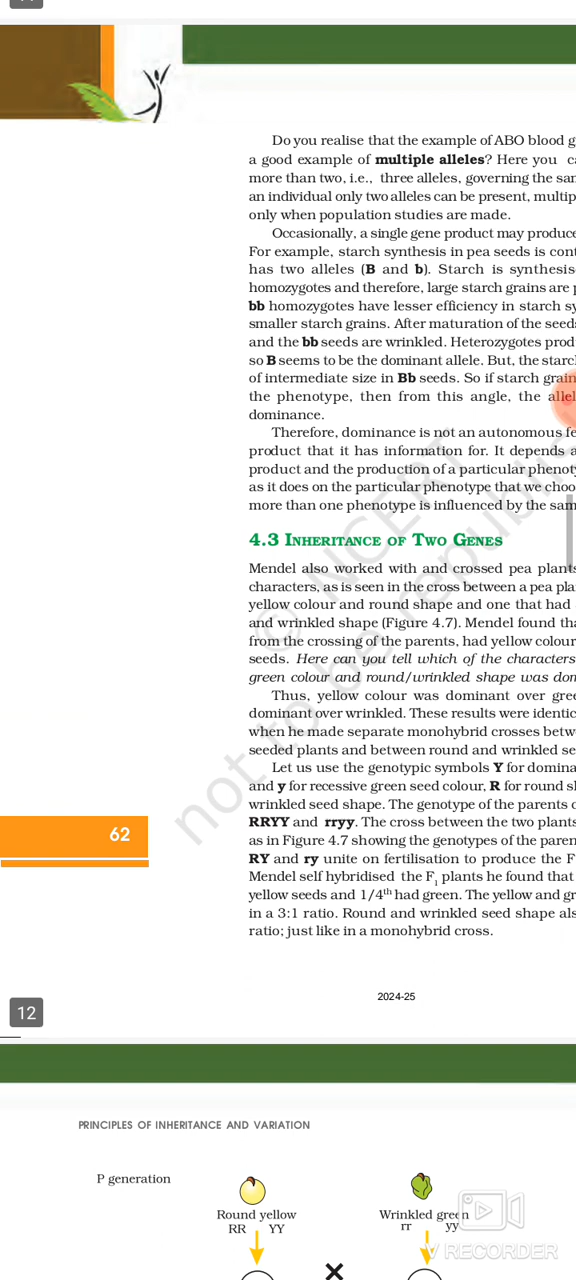 Do you realise that the example of ABO blood g
a good example of multiple alleles? Here you ca
more than two, i.e., three alleles, governing the sam
an individual only two alleles can be present, multip
only when population studies are made.
Occasionally, a single gene product may produce
For example, starch synthesis in pea seeds is cont
has two alleles (B and b). Starch is synthesis
homozygotes and therefore, large starch grains are p
bb homozygotes have lesser efficiency in starch sy
smaller starch grains. After maturation of the seeds
and the bb seeds are wrinkled. Heterozygotes prod
so B seems to be the dominant allele. But, the starc
of intermediate size in Bb seeds. So if starch grain
the phenotype, then from this angle, the allel
dominance.
Therefore, dominance is not an autonomous fe
product that it has information for. It depends a
product and the production of a particular phenoty
as it does on the particular phenotype that we choo
more than one phenotype is influenced by the sam
4.3 INHERITANCE OF TWO GENES
Mendel also worked with and crossed pea plants
characters, as is seen in the cross between a pea pla
yellow colour and round shape and one that had
and wrinkled shape (Figure 4.7). Mendel found tha
from the crossing of the parents, had yellow colour
seeds. Here can you tell which of the characters
green colour and round/wrinkled shape was dom
Thus, yellow colour was dominant over gree
dominant over wrinkled. These results were identic
when he made separate monohybrid crosses betw
seeded plants and between round and wrinkled se
Let us use the genotypic symbols Y for domina
and y for recessive green seed colour, R for round sh
wrinkled seed shape. The genotype of the parents c
RRYY and rryy. The cross between the two plants
as in Figure 4.7 showing the genotypes of the paren
RY and ry unite on fertilisation to produce the F
Mendel self hybridised the F1 plants he found that
yellow seeds and 1/4th had green. The yellow and gr
in a 3:1 ratio. Round and wrinkled seed shape als
ratio; just like in a monohybrid cross.
62
© NCERT
not to be republis
2024-25
12
PRINCIPLES OF INHERITANCE AND VARIATION
P generation
Round yellow
RR YY
Wrinkled green
rr yy
V RECORDER